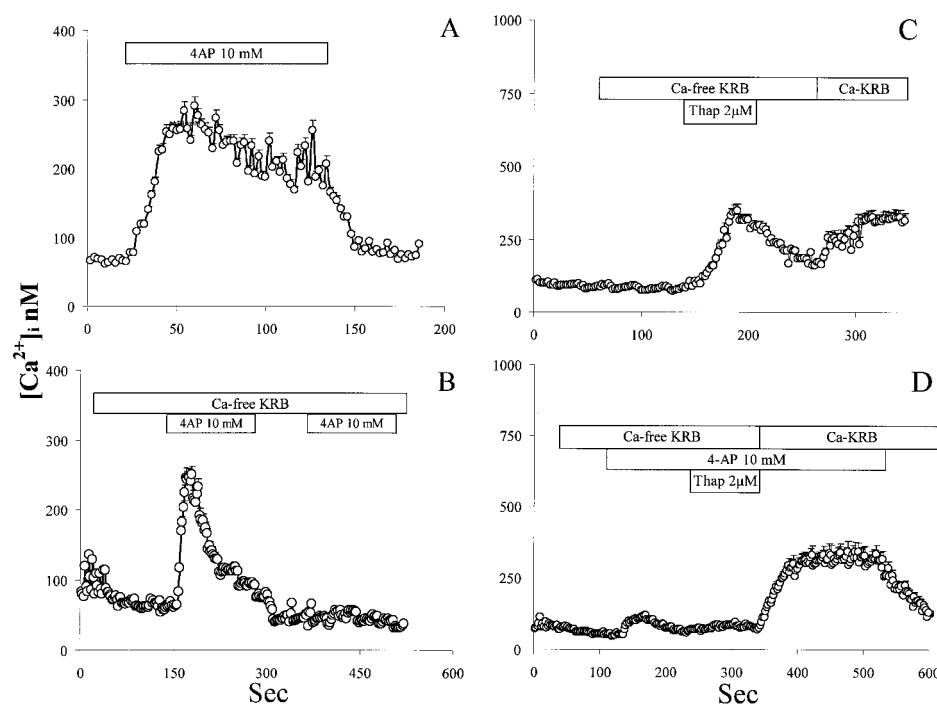 A
400
4AP 10 mM
300
200
100
0
0 50 100 150 200
B
400
Ca-free KRB
4AP 10 mM 4AP 10 mM
300
200
100
0
0 150 300 450 600
Sec
[Ca2+]i nM
C
1000
Ca-free KRB Ca-KRB
750
Thap 2µM
500
250
0
0 100 200 300
D
1000
Ca-free KRB Ca-KRB
750
4-AP 10 mM
Thap 2µM
500
250
0
0 100 200 300 400 500 600
Sec